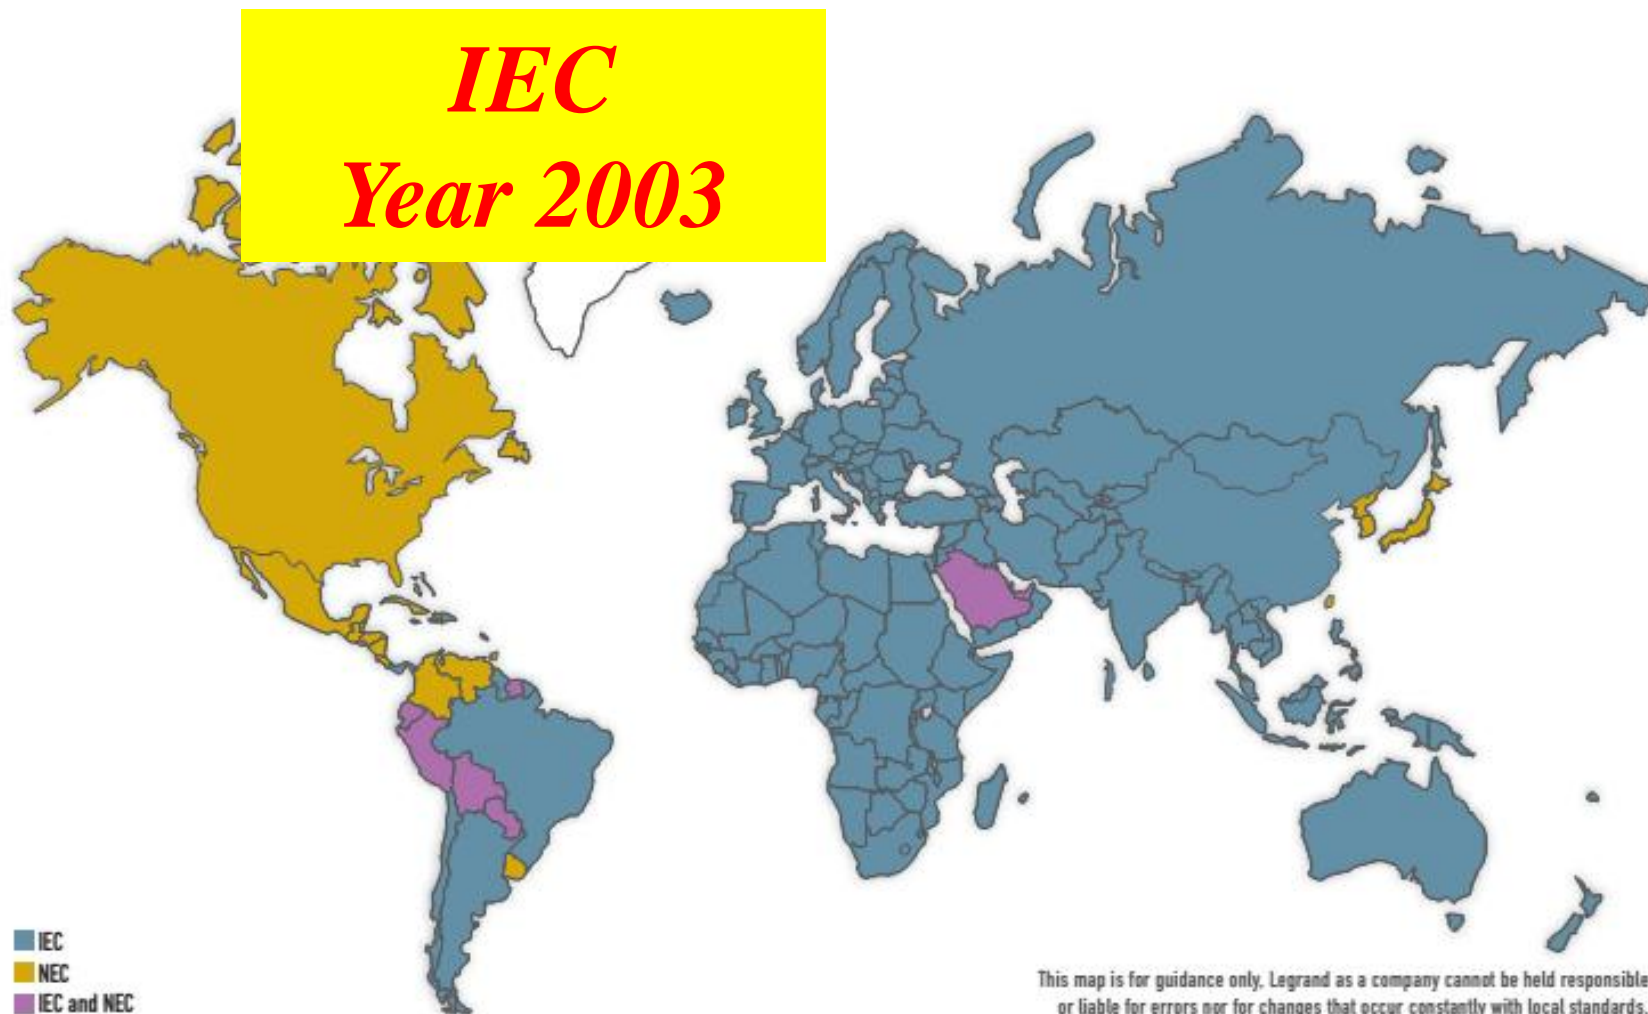 IEC
Year 2003
IEC
NEC
IEC and NEC
This map is for guidance only, Legrand as a company cannot be held responsible
or liable for errors nor for changes that occur constantly with local standards.